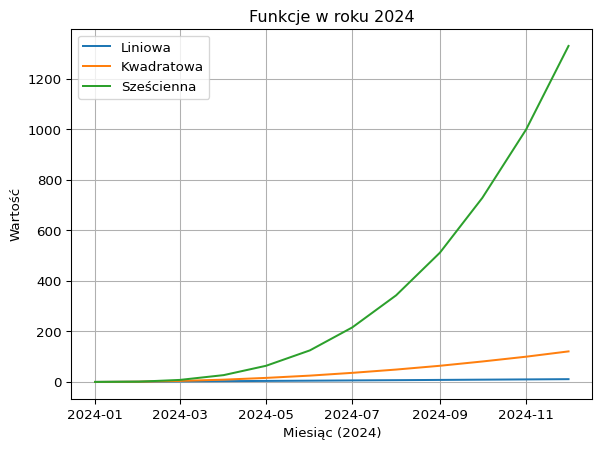 Funkcje w roku 2024
Liniowa
Kwadratowa
Sześcienna
Wartość
1200
1000
800
600
400
200
0
2024-01 2024-03 2024-05 2024-07 2024-09 2024-11
Miesiąc (2024)